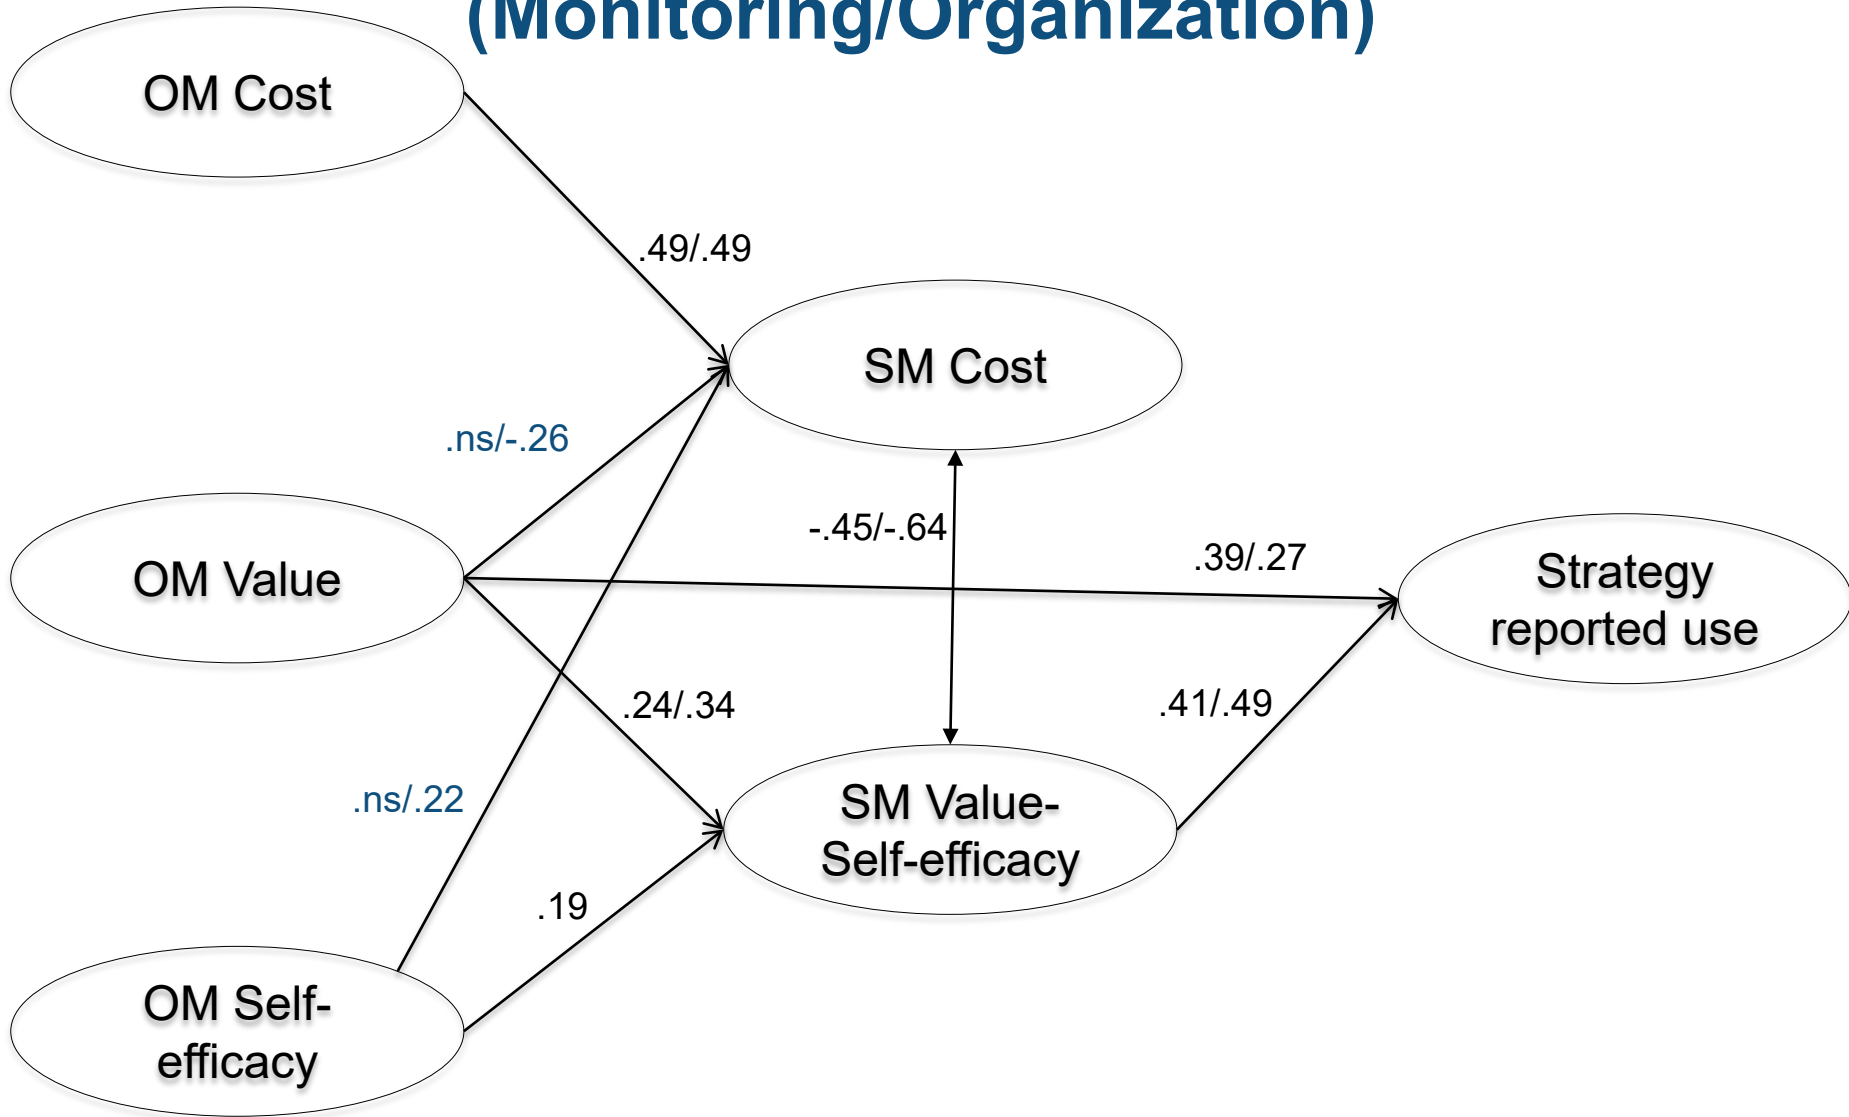 (Monitoring/Organization)
OM Cost
.49/.49
SM Cost
.ns/-.26
-.45/-.64
.39/.27
OM Value
Strategy
reported use
.24/.34
.41/.49
.ns/.22
SM Value-
Self-efficacy
.19
OM Self-
efficacy